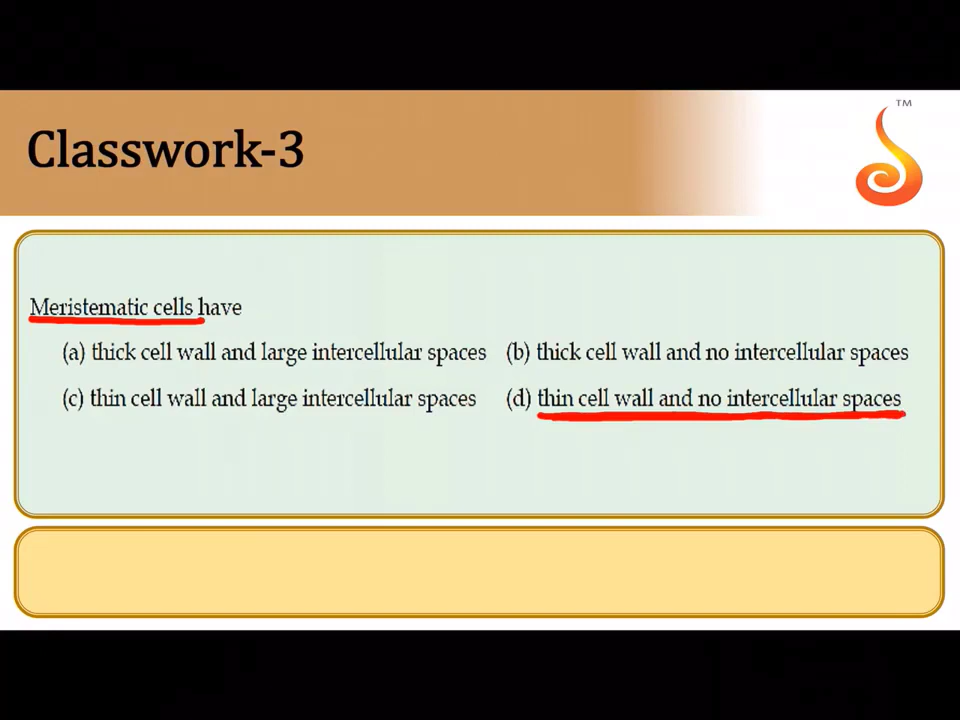 TM
Classwork-3
Meristematic cells have
(a) thick cell wall and large intercellular spaces (b) thick cell wall and no intercellular spaces
(c) thin cell wall and large intercellular spaces (d) thin cell wall and no intercellular spaces